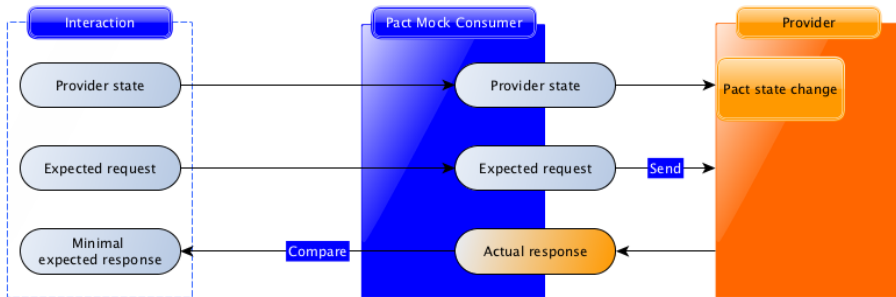 Interaction
Pact Mock Consumer
Provider
Provider state
Provider state
Pact state change
Expected request
Expected request
Send
Minimal
expected response
Compare
Actual response